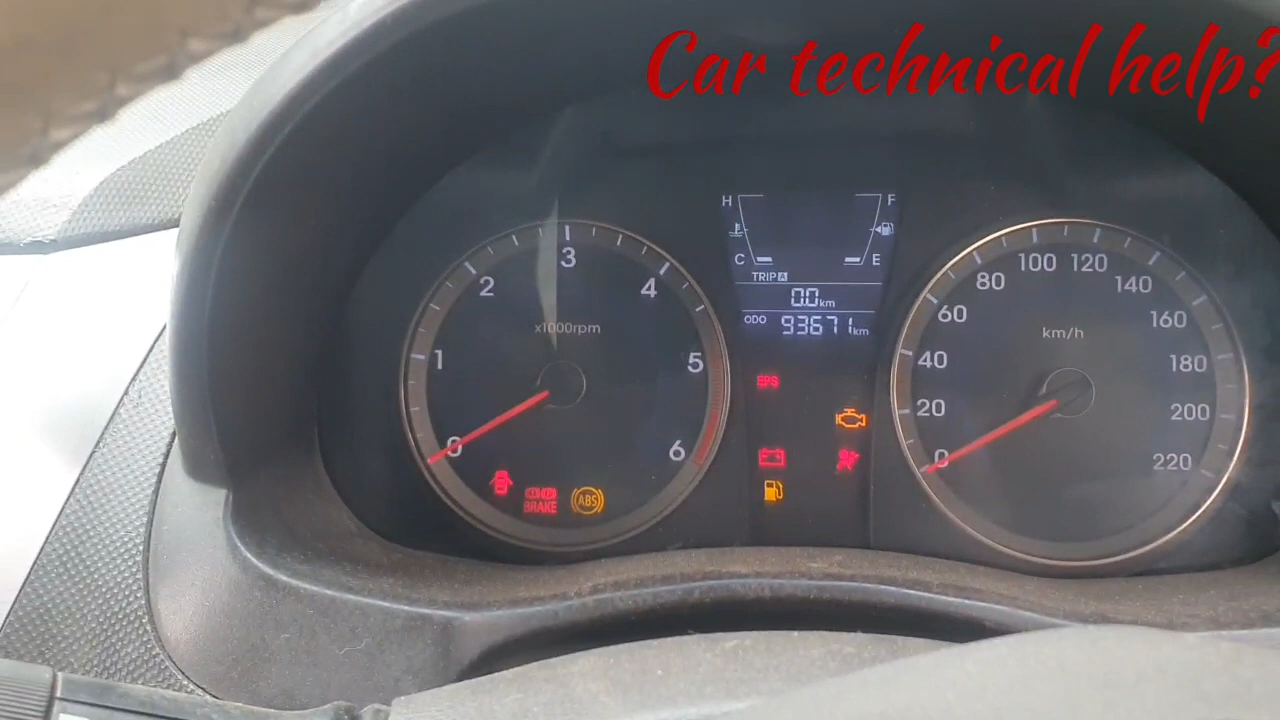 Car technical help?
H F
C E
TRIP A
0.0 km
ODO 93671 km
0 1 2 3 4 5 6
x1000rpm
BRAKE
ABS
EPS
0 20 40 60 80 100 120 140 160 180 200 220
km/h